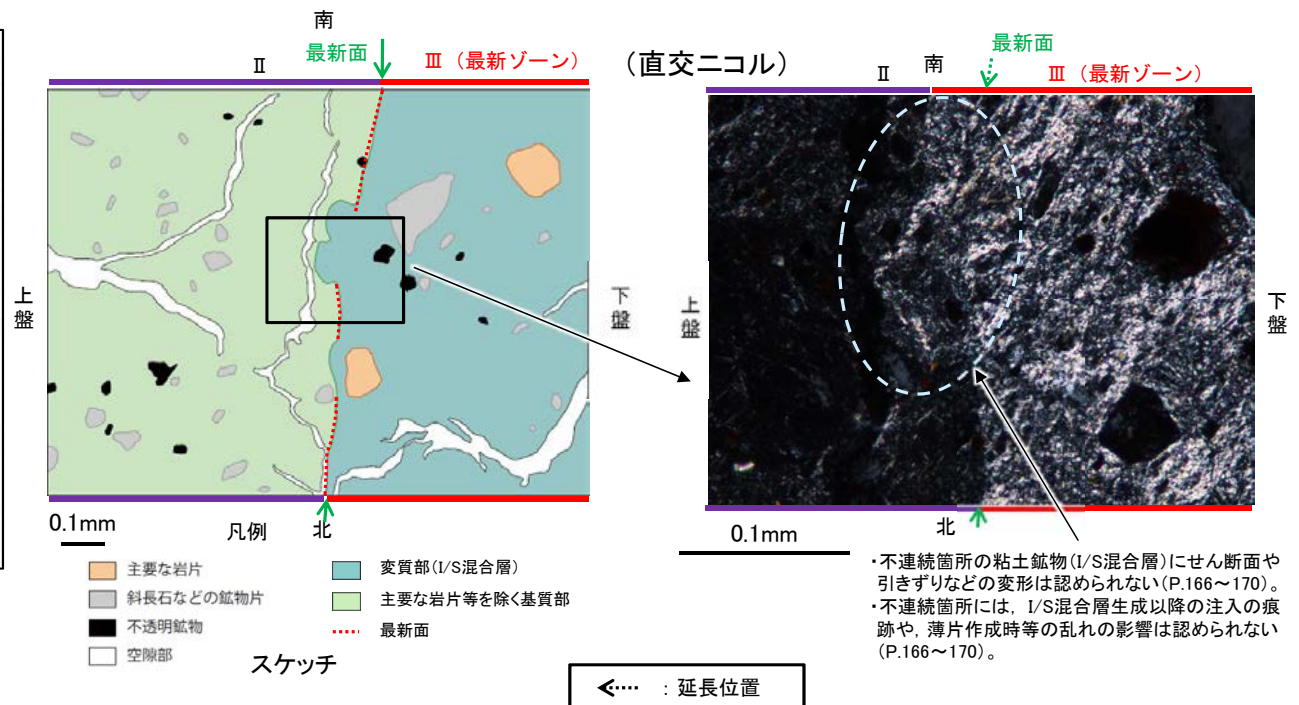 南
最新面
Ⅱ
Ⅲ（最新ゾーン）
上盤
下盤
0.1mm
凡例
北
主要な岩片
斜長石などの鉱物片
不透明鉱物
空隙部
変質部(I/S混合層)
主要な岩片等を除く基質部
最新面
スケッチ
（直交ニコル）
最新面
Ⅱ
南
Ⅲ（最新ゾーン）
上盤
下盤
北
0.1mm
・不連続箇所の粘土鉱物(I/S混合層)にせん断面や
引きずりなどの変形は認められない(P.166～170)。
・不連続箇所には，I/S混合層生成以降の注入の痕
跡や，薄片作成時等の乱れの影響は認められない
(P.166～170)。
：延長位置